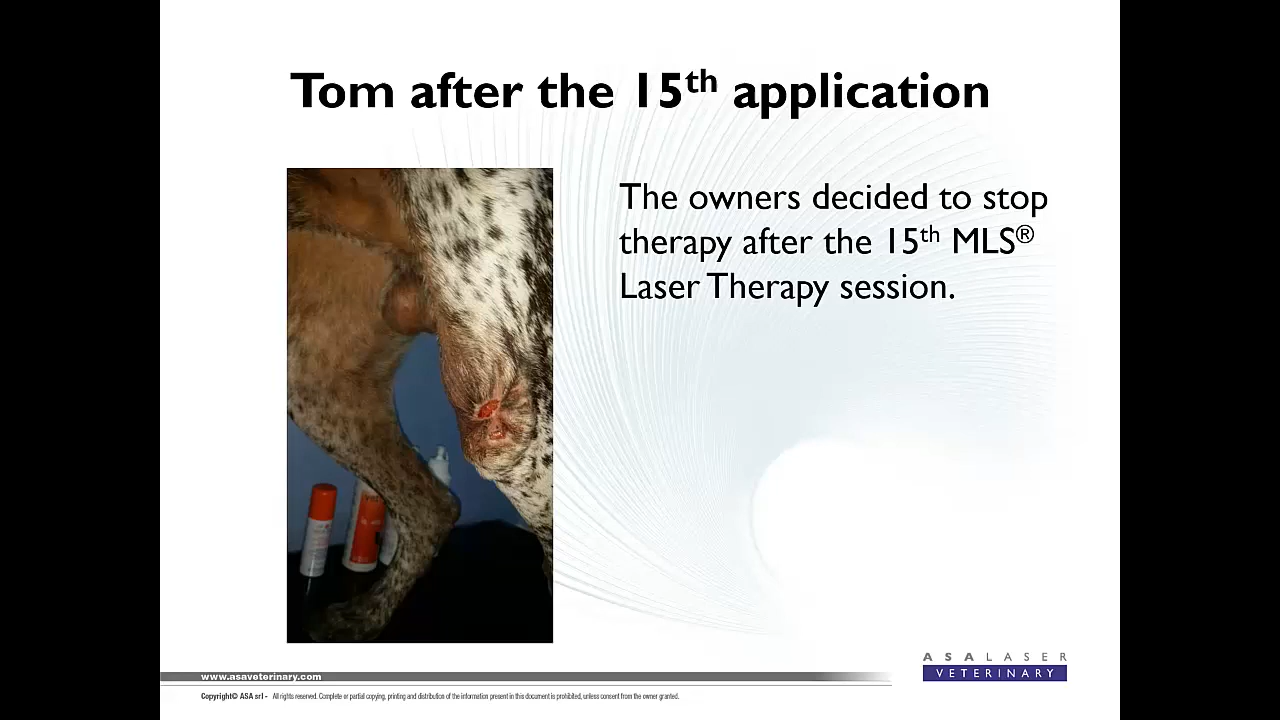 Tom after the 15th application
The owners decided to stop
therapy after the 15th MLS®
Laser Therapy session.
ASALASER
VETERINARY
www.asaveterinary.com
Copyright© ASA srl - All rights reserved. Complete or partial copying, printing and distribution of the information present in this document is prohibited, unless consent from the owner granted.